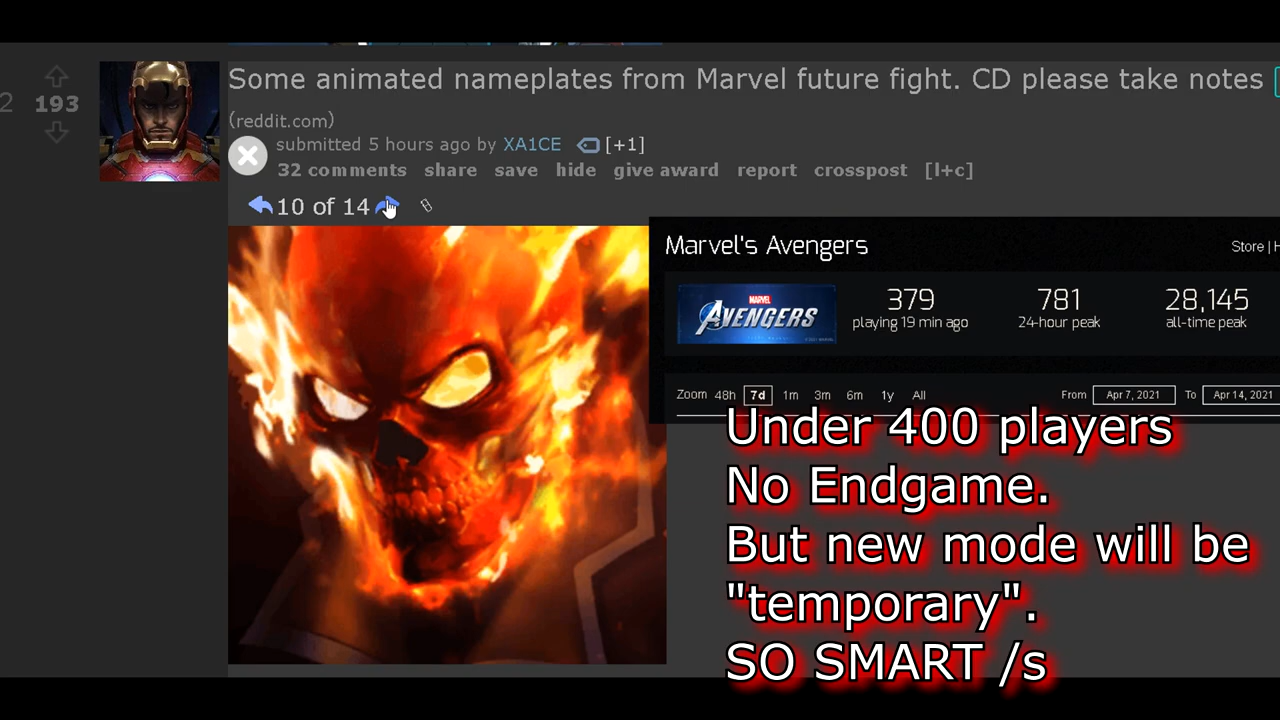 Some animated nameplates from Marvel future fight. CD please take notes
2
193
(reddit.com)
submitted 5 hours ago by XA1CE [+1]
32 comments share save hide give award report crosspost [l+c]
10 of 14
Marvel's Avengers
Store | H
MARVEL
AVENGERS
379
playing 19 min ago
781
24-hour peak
28,145
all-time peak
Zoom 48h 7d 1m 3m 6m 1y All
From Apr 7, 2021 To Apr 14, 2021
Under 400 players
No Endgame.
But new mode will be
"temporary".
SO SMART /s